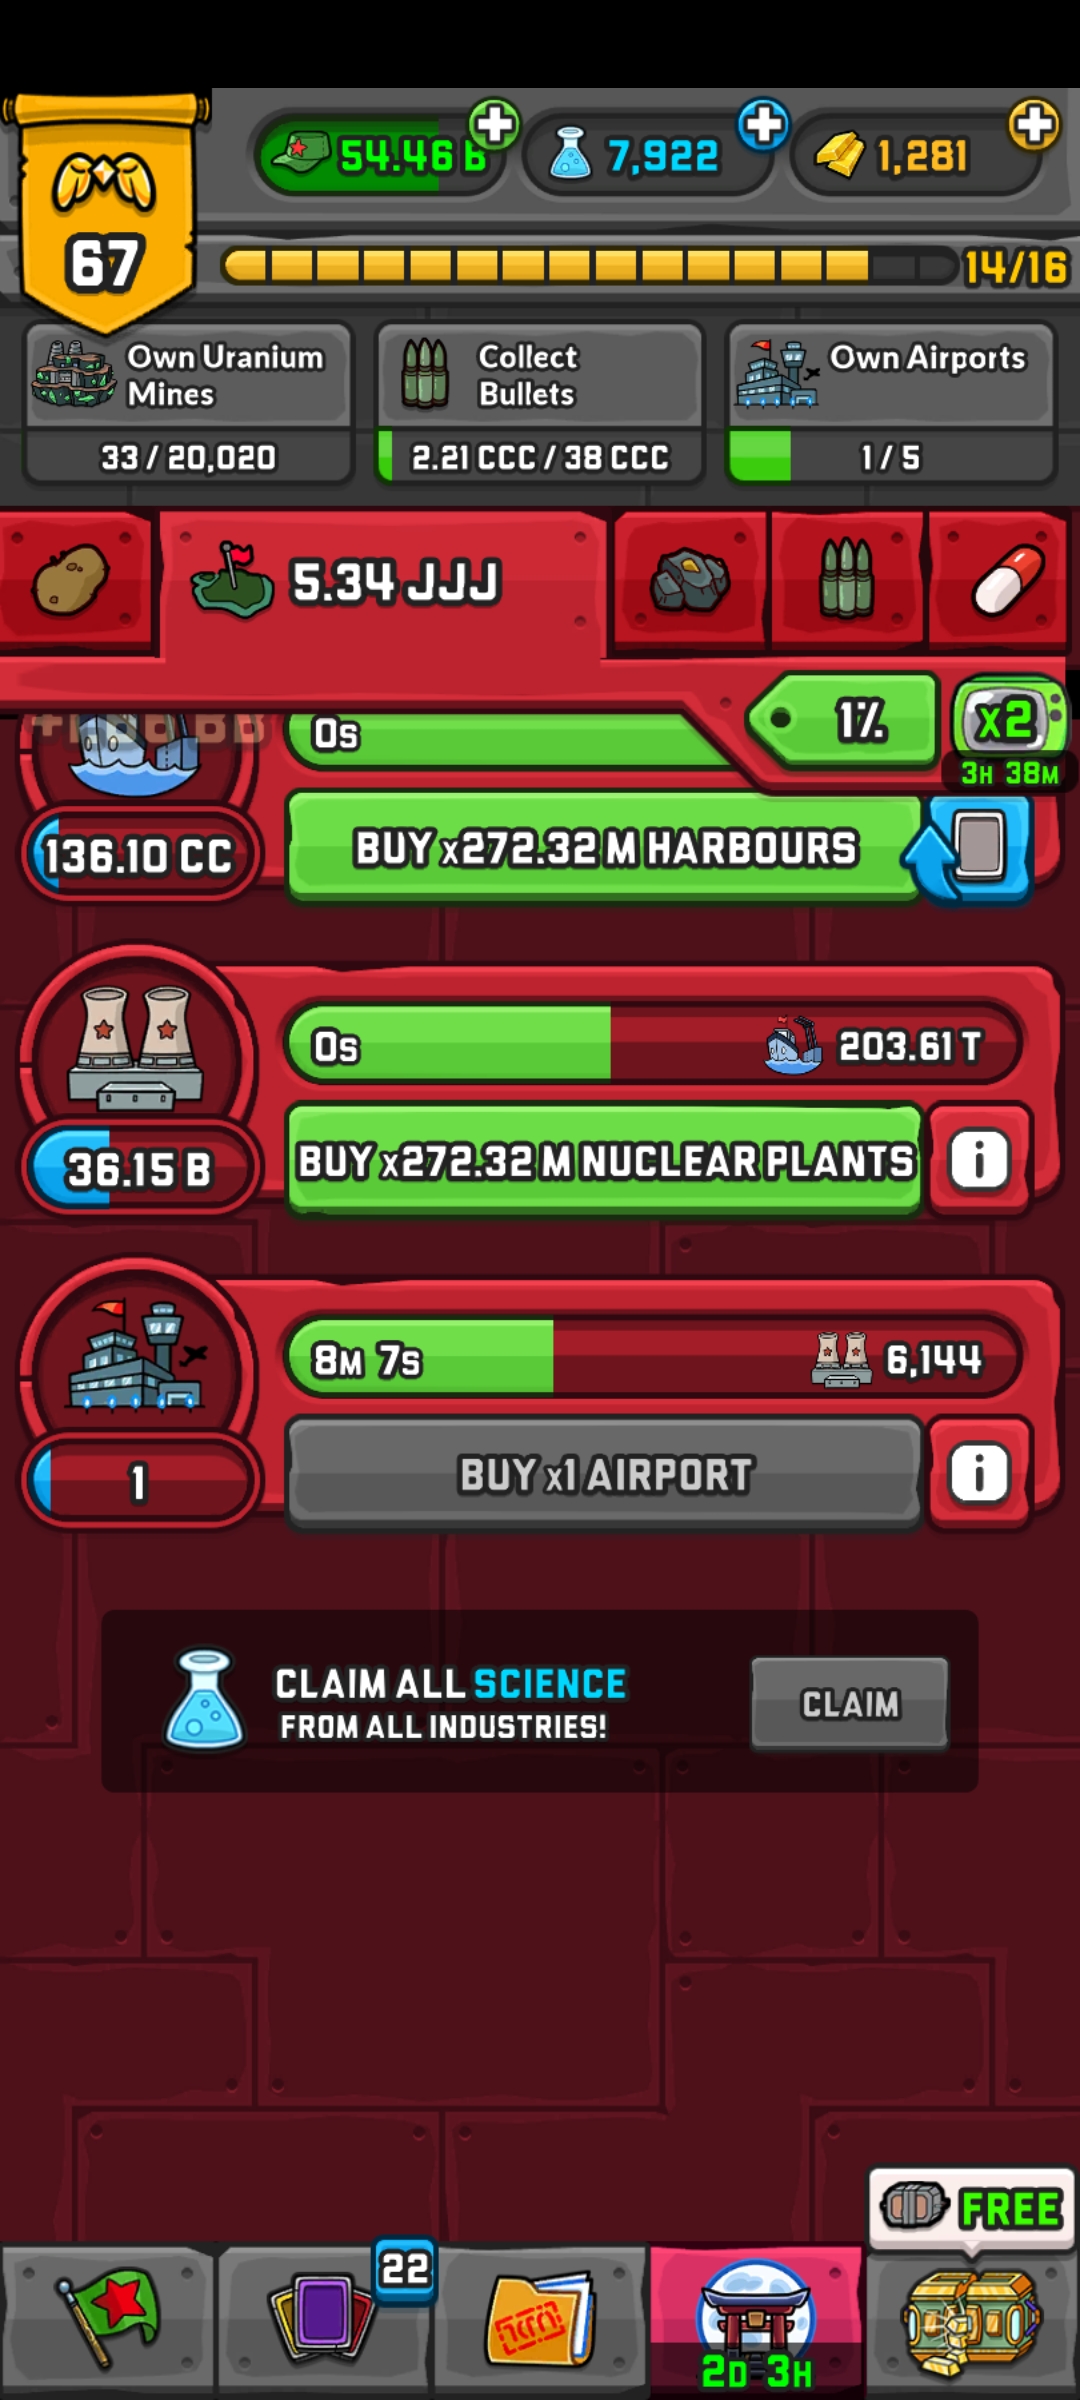 54.46 B
7,922
1,281
67
14/16
Own Uranium
Mines
33 / 20,020
Collect
Bullets
2.21 CCC / 38 CCC
Own Airports
1 / 5
5.34 JJJ
1%
x2
3H 38M
0s
136.10 CC
BUY x272.32 M HARBOURS
0s
203.61 T
36.15 B
BUY x272.32 M NUCLEAR PLANTS
i
8M 7s
6,144
1
BUY x1 AIRPORT
i
CLAIM ALL SCIENCE
FROM ALL INDUSTRIES!
CLAIM
FREE
22
2D 3H